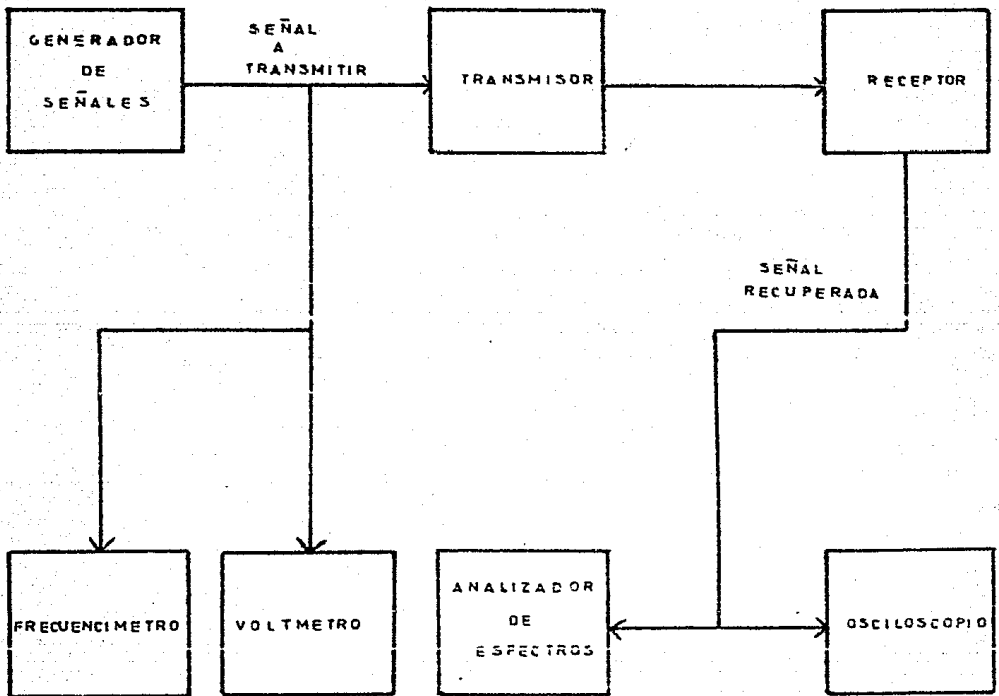 GENERADOR
DE
SEÑALES
SEÑAL
A
TRANSMITIR
TRANSMISOR
RECEPTOR
SEÑAL
RECUPERADA
FRECUENCIMETRO
VOLTMETRO
ANALIZADOR
DE
ESPECTROS
OSCILOSCOPIO